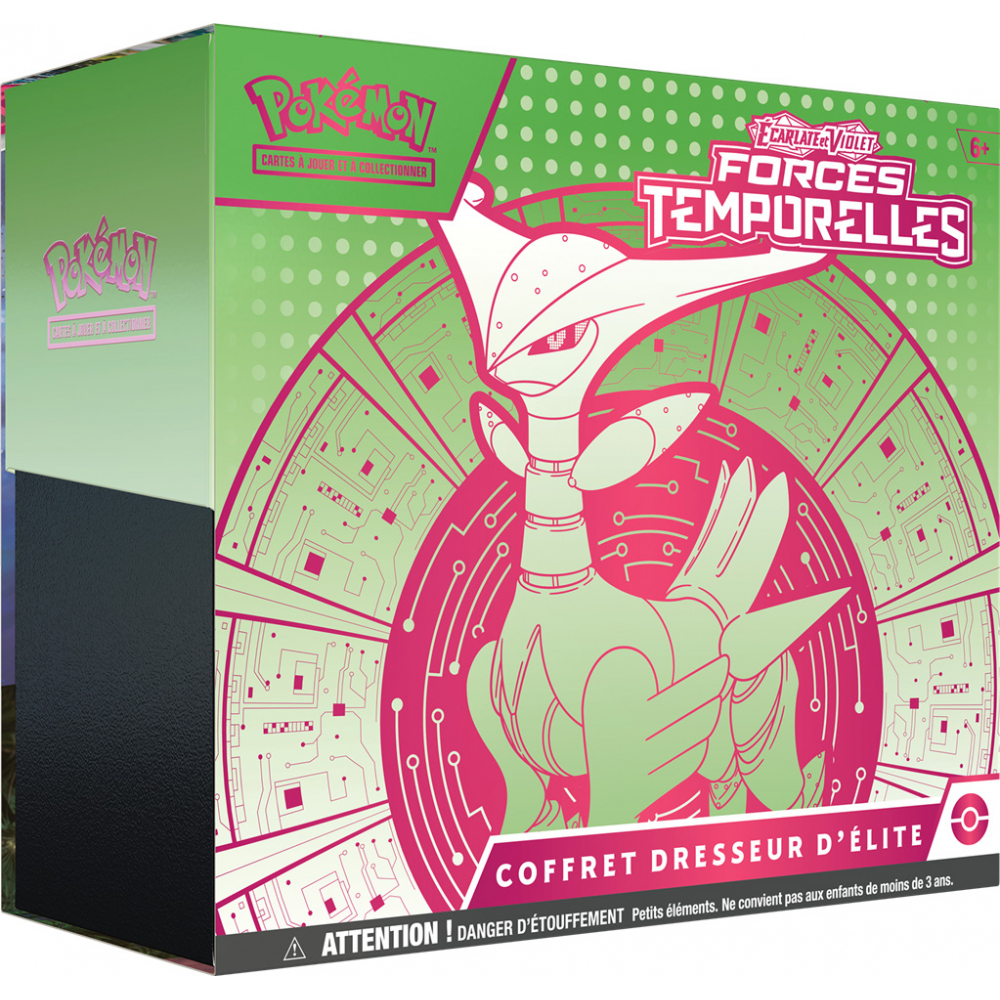 POKÉMON
CARTES À JOUER ET À COLLECTIONNER
POKÉMON™
CARTES À JOUER ET À COLLECTIONNER
ÉCARLATE et VIOLET
FORCES
TEMPORELLES
6+
COFFRET DRESSEUR D'ÉLITE
ATTENTION ! DANGER D'ÉTOUFFEMENT Petits éléments. Ne convient pas aux enfants de moins de 3 ans.